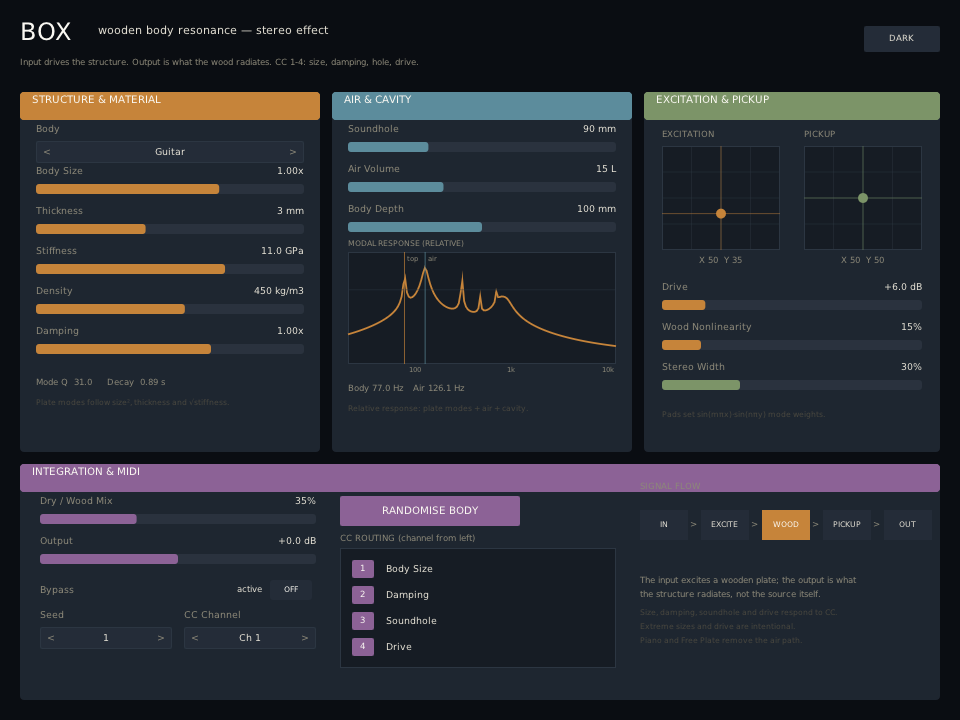 BOX
wooden body resonance — stereo effect
DARK
Input drives the structure. Output is what the wood radiates. CC 1-4: size, damping, hole, drive.
STRUCTURE & MATERIAL
Body
< Guitar >
Body Size 1.00x
Thickness 3 mm
Stiffness 11.0 GPa
Density 450 kg/m3
Damping 1.00x
Mode Q 31.0 Decay 0.89 s
Plate modes follow size², thickness and √stiffness.
AIR & CAVITY
Soundhole 90 mm
Air Volume 15 L
Body Depth 100 mm
MODAL RESPONSE (RELATIVE)
top air
100 1k 10k
Body 77.0 Hz Air 126.1 Hz
Relative response: plate modes + air + cavity.
EXCITATION & PICKUP
EXCITATION PICKUP
X 50 Y 35 X 50 Y 50
Drive +6.0 dB
Wood Nonlinearity 15%
Stereo Width 30%
Pads set sin(mπx)·sin(nπy) mode weights.
INTEGRATION & MIDI
Dry / Wood Mix 35%
Output +0.0 dB
Bypass active OFF
Seed CC Channel
< 1 > < Ch 1 >
RANDOMISE BODY
CC ROUTING (channel from left)
1 Body Size
2 Damping
3 Soundhole
4 Drive
SIGNAL FLOW
IN > EXCITE > WOOD > PICKUP > OUT
The input excites a wooden plate; the output is what
the structure radiates, not the source itself.
Size, damping, soundhole and drive respond to CC.
Extreme sizes and drive are intentional.
Piano and Free Plate remove the air path.